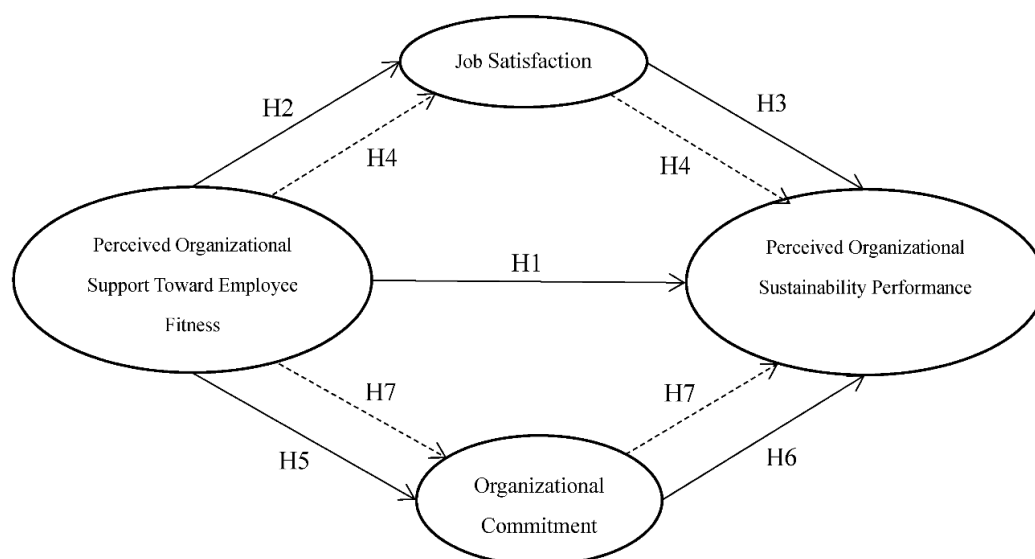 Job Satisfaction
H2
H3
H4
H4
Perceived Organizational
Support Toward Employee
Fitness
H1
Perceived Organizational
Sustainability Performance
H7
H7
H5
H6
Organizational
Commitment